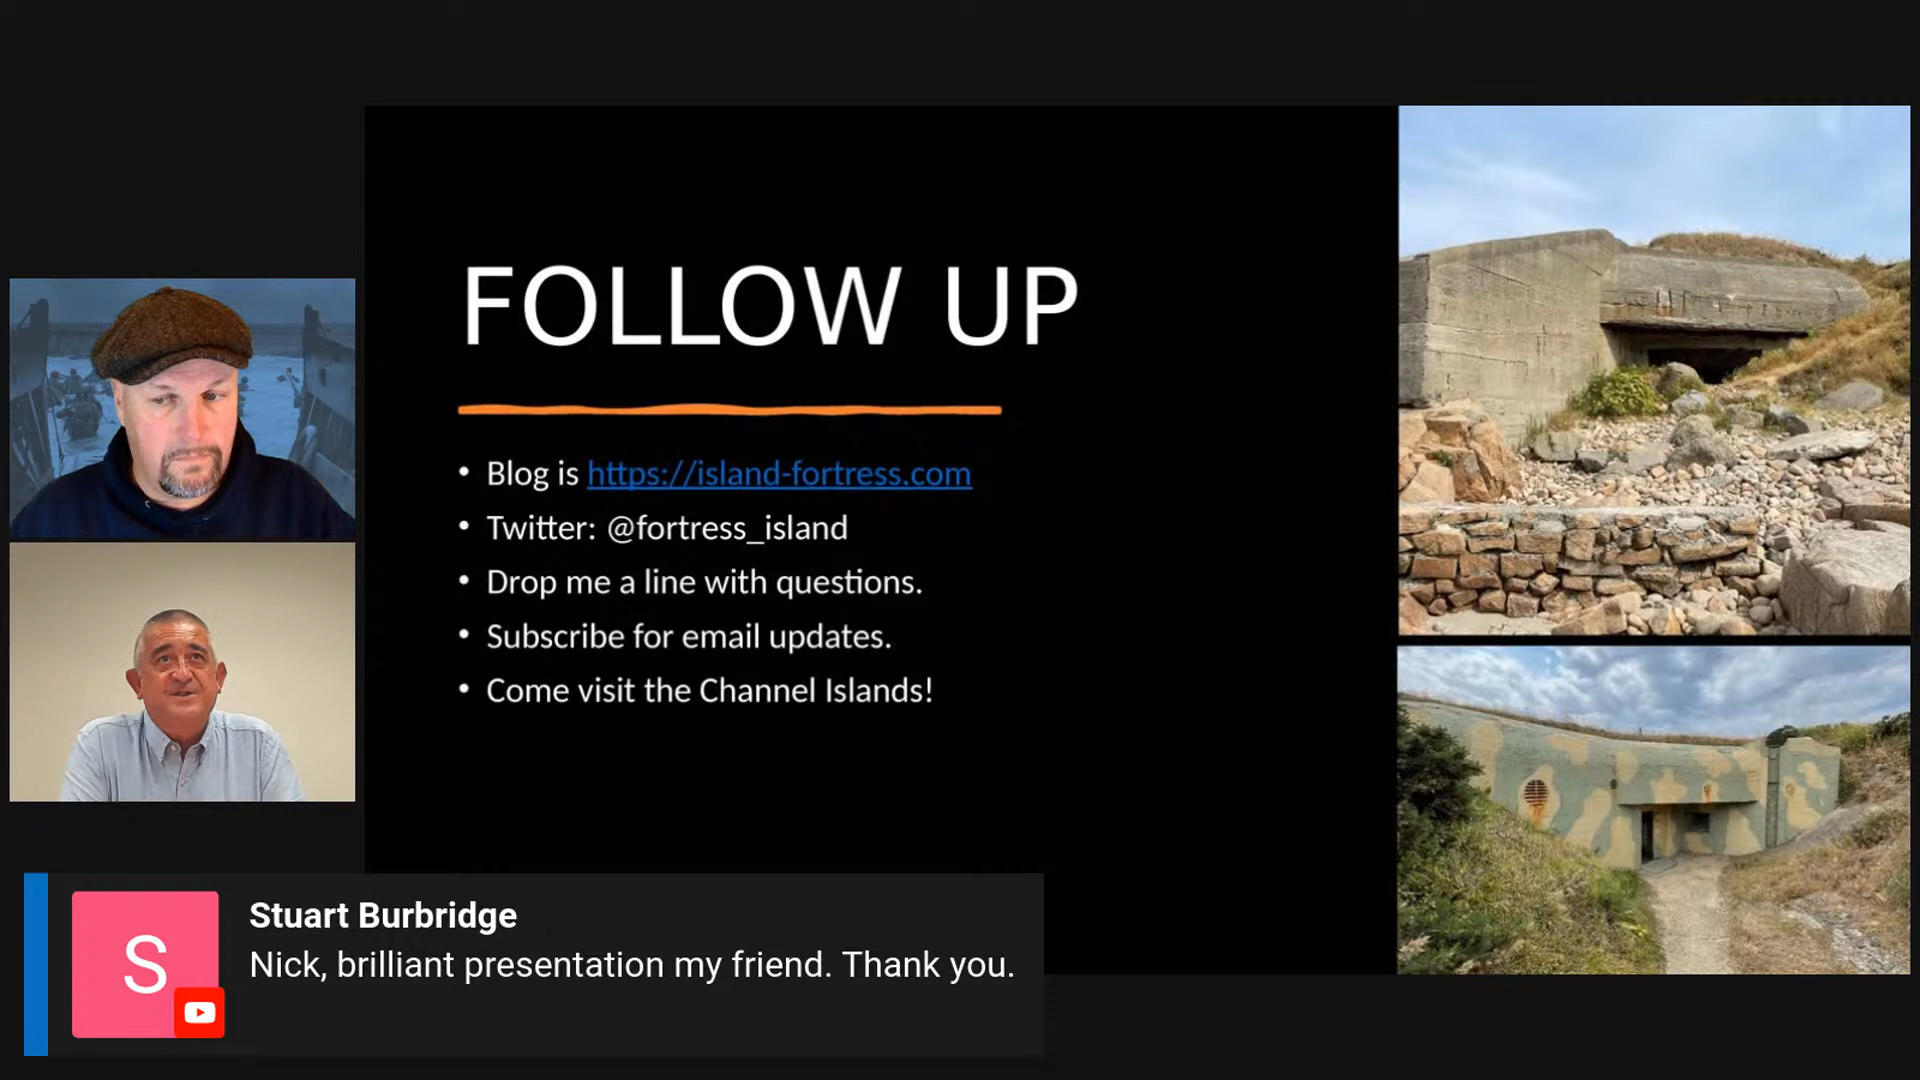 FOLLOW UP
• Blog is https://island-fortress.com
• Twitter: @fortress_island
• Drop me a line with questions.
• Subscribe for email updates.
• Come visit the Channel Islands!
S
Stuart Burbridge
Nick, brilliant presentation my friend. Thank you.